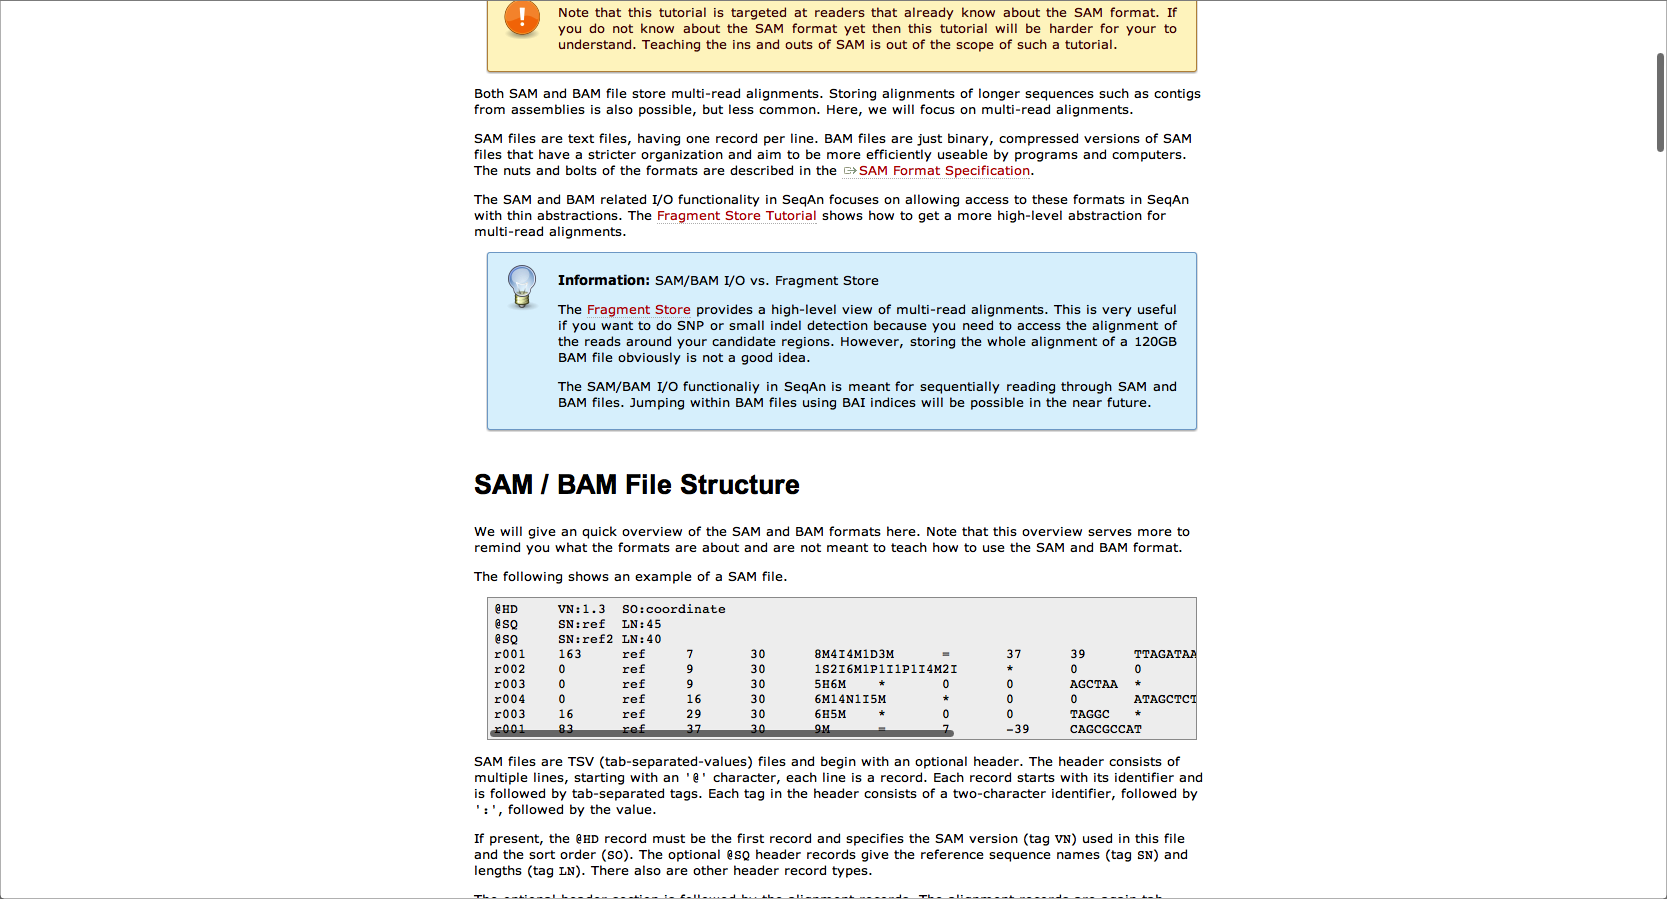 Note that this tutorial is targeted at readers that already know about the SAM format. If
you do not know about the SAM format yet then this tutorial will be harder for your to
understand. Teaching the ins and outs of SAM is out of the scope of such a tutorial.
Both SAM and BAM file store multi-read alignments. Storing alignments of longer sequences such as contigs
from assemblies is also possible, but less common. Here, we will focus on multi-read alignments.
SAM files are text files, having one record per line. BAM files are just binary, compressed versions of SAM
files that have a stricter organization and aim to be more efficiently useable by programs and computers.
The nuts and bolts of the formats are described in the SAM Format Specification.
The SAM and BAM related I/O functionality in SeqAn focuses on allowing access to these formats in SeqAn
with thin abstractions. The Fragment Store Tutorial shows how to get a more high-level abstraction for
multi-read alignments.
Information: SAM/BAM I/O vs. Fragment Store
The Fragment Store provides a high-level view of multi-read alignments. This is very useful
if you want to do SNP or small indel detection because you need to access the alignment of
the reads around your candidate regions. However, storing the whole alignment of a 120GB
BAM file obviously is not a good idea.
The SAM/BAM I/O functionaliy in SeqAn is meant for sequentially reading through SAM and
BAM files. Jumping within BAM files using BAI indices will be possible in the near future.
SAM / BAM File Structure
We will give an quick overview of the SAM and BAM formats here. Note that this overview serves more to
remind you what the formats are about and are not meant to teach how to use the SAM and BAM format.
The following shows an example of a SAM file.
@HD VN:1.3 SO:coordinate
@SQ SN:ref LN:45
@SQ SN:ref2 LN:40
r001 163 ref 7 30 8M4I4M1D3M = 37 39 TTAGATAA
r002 0 ref 9 30 1S2I6M1P1I1P1I4M2I * 0 0
r003 0 ref 9 30 5H6M * 0 0 AGCTAA *
r004 0 ref 16 30 6M14N1I5M * 0 0 ATAGCTCT
r003 16 ref 29 30 6H5M * 0 0 TAGGC *
r001 83 ref 37 30 9M = 7 -39 CAGCGCCAT
SAM files are TSV (tab-separated-values) files and begin with an optional header. The header consists of
multiple lines, starting with an '@' character, each line is a record. Each record starts with its identifier and
is followed by tab-separated tags. Each tag in the header consists of a two-character identifier, followed by
':', followed by the value.
If present, the @HD record must be the first record and specifies the SAM version (tag VN) used in this file
and the sort order (SO). The optional @SQ header records give the reference sequence names (tag SN) and
lengths (tag LN). There also are other header record types.